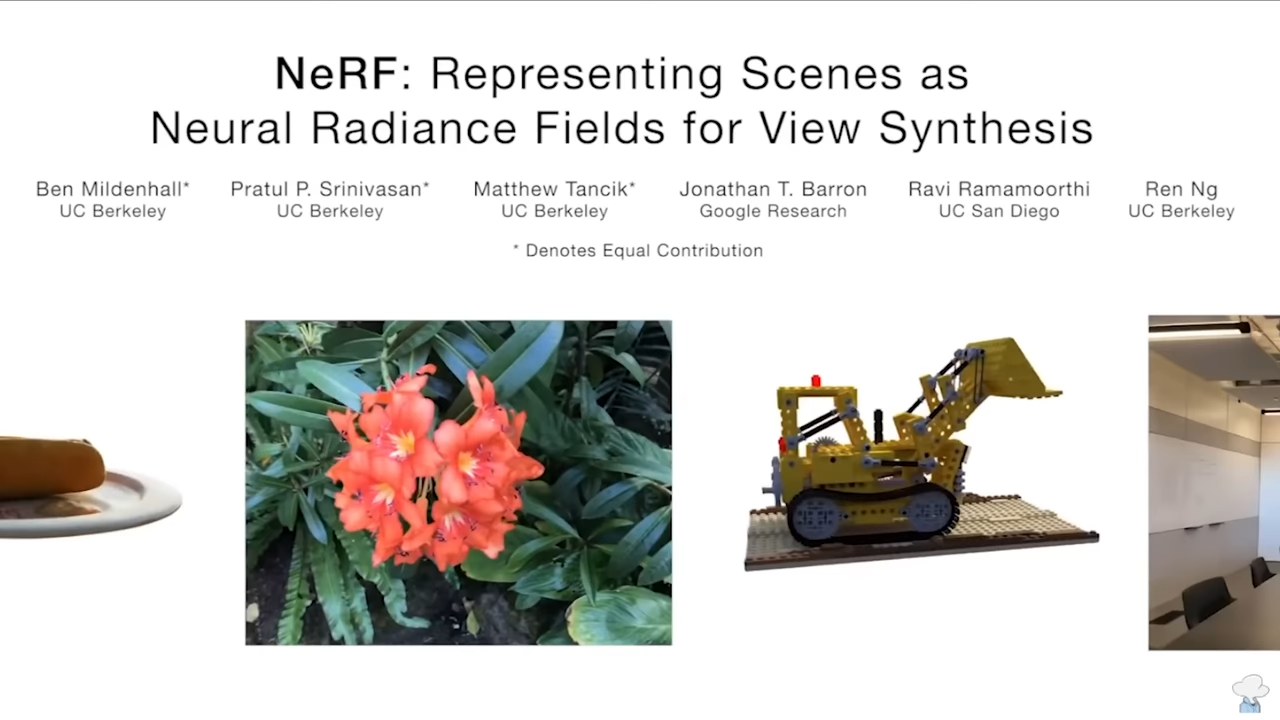 NeRF: Representing Scenes as
Neural Radiance Fields for View Synthesis
Ben Mildenhall* Pratul P. Srinivasan* Matthew Tancik* Jonathan T. Barron Ravi Ramamoorthi Ren Ng
UC Berkeley UC Berkeley UC Berkeley Google Research UC San Diego UC Berkeley
* Denotes Equal Contribution